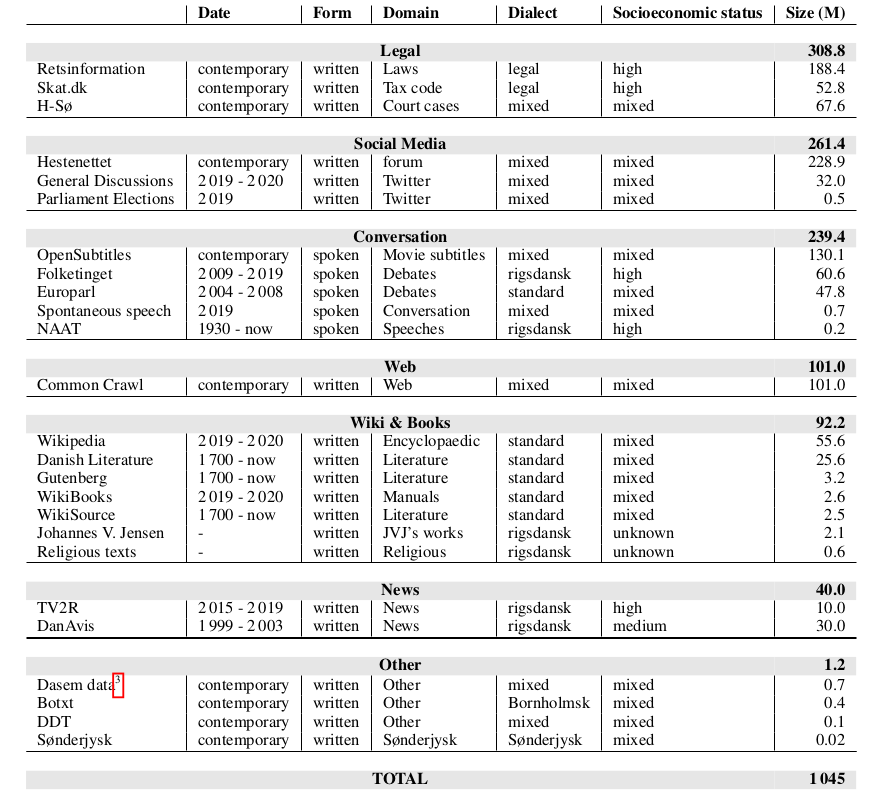 Date Form Domain Dialect Socioeconomic status Size (M)
Legal 308.8
Retsinformation contemporary written Laws legal high 188.4
Skat.dk contemporary written Tax code legal high 52.8
H-Sø contemporary written Court cases mixed mixed 67.6
Social Media 261.4
Hestenettet contemporary written forum mixed mixed 228.9
General Discussions 2019 - 2020 written Twitter mixed mixed 32.0
Parliament Elections 2019 written Twitter mixed mixed 0.5
Conversation 239.4
OpenSubtitles contemporary spoken Movie subtitles mixed mixed 130.1
Folketinget 2009 - 2019 spoken Debates rigsdansk high 60.6
Europarl 2004 - 2008 spoken Debates standard mixed 47.8
Spontaneous speech 2019 spoken Conversation mixed mixed 0.7
NAAT 1930 - now spoken Speeches rigsdansk high 0.2
Web 101.0
Common Crawl contemporary written Web mixed mixed 101.0
Wiki & Books 92.2
Wikipedia 2019 - 2020 written Encyclopaedic standard mixed 55.6
Danish Literature 1700 - now written Literature standard mixed 25.6
Gutenberg 1700 - now written Literature standard mixed 3.2
WikiBooks 2019 - 2020 written Manuals standard mixed 2.6
WikiSource 1700 - now written Literature standard mixed 2.5
Johannes V. Jensen - written JVJ's works rigsdansk unknown 2.1
Religious texts - written Religious rigsdansk unknown 0.6
News 40.0
TV2R 2015 - 2019 written News rigsdansk high 10.0
DanAvis 1999 - 2003 written News rigsdansk medium 30.0
Other 1.2
Dasem data3 contemporary written Other mixed mixed 0.7
Botxt contemporary written Other Bornholmsk mixed 0.4
DDT contemporary written Other mixed mixed 0.1
Sønderjysk contemporary written Sønderjysk Sønderjysk mixed 0.02
TOTAL 1045